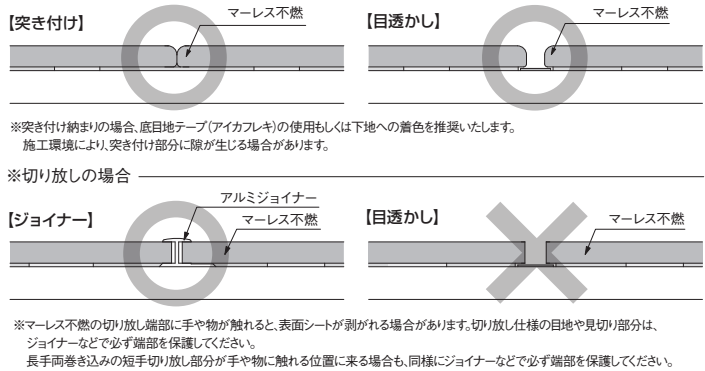 【突き付け】
マーレス不燃
【目透かし】
マーレス不燃
※突き付け納まりの場合、底目地テープ(アイカフレキ)の使用もしくは下地への着色を推奨いたします。
施工環境により、突き付け部分に隙が生じる場合があります。
※切り放しの場合
【ジョイナー】
アルミジョイナー
マーレス不燃
【目透かし】
マーレス不燃
※マーレス不燃の切り放し端部に手や物が触れると、表面シートが剥がれる場合があります。切り放し仕様の目地や見切り部分は、
ジョイナーなどで必ず端部を保護してください。
長手両巻き込みの短手切り放し部分が手や物に触れる位置に来る場合も、同様にジョイナーなどで必ず端部を保護してください。